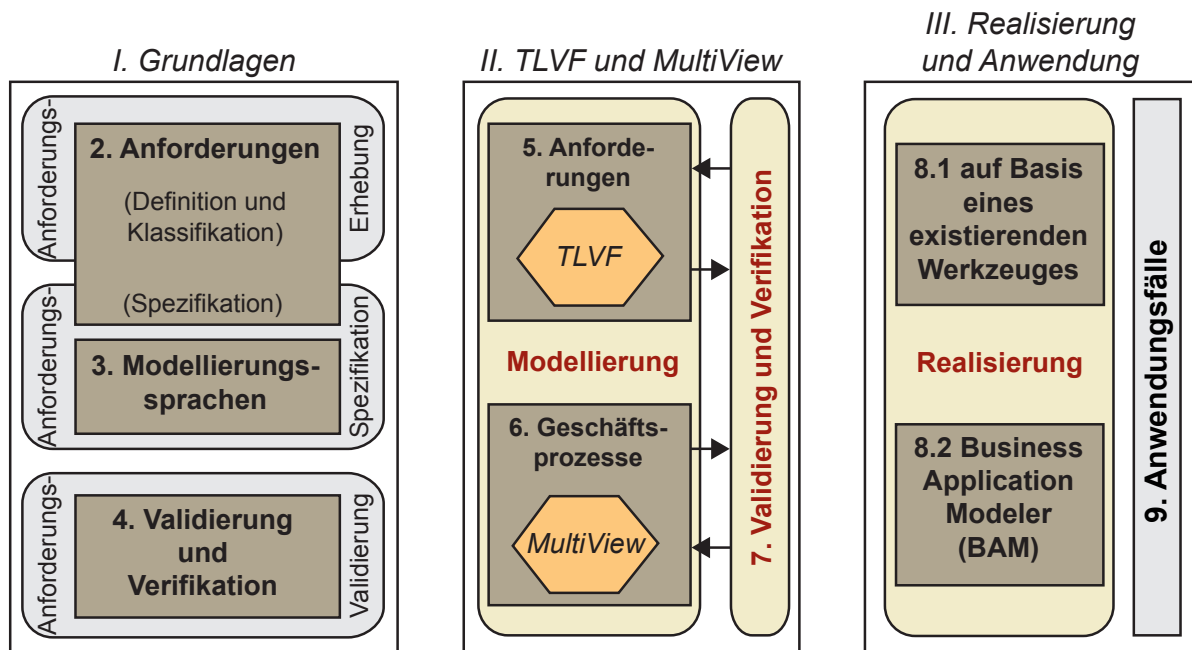 I. Grundlagen
Anforderungs-
Erhebung
2. Anforderungen
(Definition und
Klassifikation)
(Spezifikation)
Anforderungs-
Spezifikation
3. Modellierungs-
sprachen
Anforderungs-
Validierung
4. Validierung
und
Verifikation
II. TLVF und MultiView
5. Anforde-
rungen
TLVF
Modellierung
6. Geschäfts-
prozesse
MultiView
7. Validierung und Verifikation
III. Realisierung
und Anwendung
8.1 auf Basis
eines
existierenden
Werkzeuges
Realisierung
8.2 Business
Application
Modeler
(BAM)
9. Anwendungsfälle